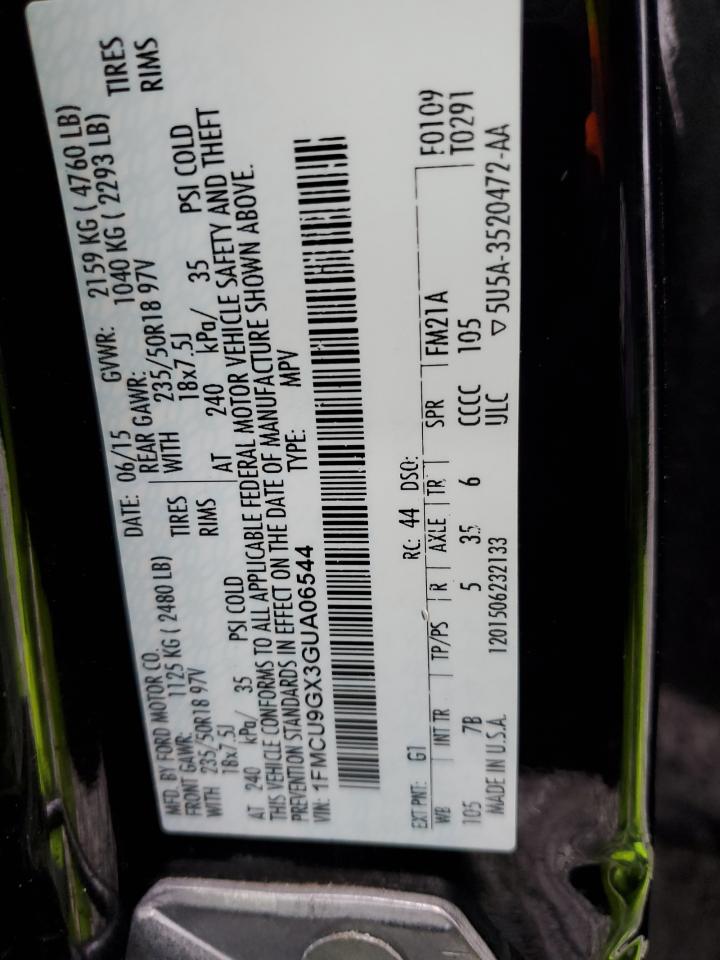 MFD. BY FORD MOTOR CO.
DATE: 06/15 GVWR: 2159 KG ( 4760 LB)
FRONT GAWR: 1125 KG ( 2480 LB) REAR GAWR: 1040 KG ( 2293 LB)
WITH 235/50R18 97V TIRES WITH 235/50R18 97V TIRES
18x7.5J RIMS 18x7.5J RIMS
AT 240 kPa/ 35 PSI COLD AT 240 kPa/ 35 PSI COLD
THIS VEHICLE CONFORMS TO ALL APPLICABLE FEDERAL MOTOR VEHICLE SAFETY AND THEFT
PREVENTION STANDARDS IN EFFECT ON THE DATE OF MANUFACTURE SHOWN ABOVE.
VIN: 1FMCU9GX3GUA06544 TYPE: MPV
F0109
EXT PNT: G1 RC: 44 DSO: T0291
WB INT TR TP/PS R AXLE TR SPR FM21A
105 7B 5 35 6 CCCC 105
MADE IN U.S.A. 1201506232133 UJLC ▽ 5U5A-3520472-AA